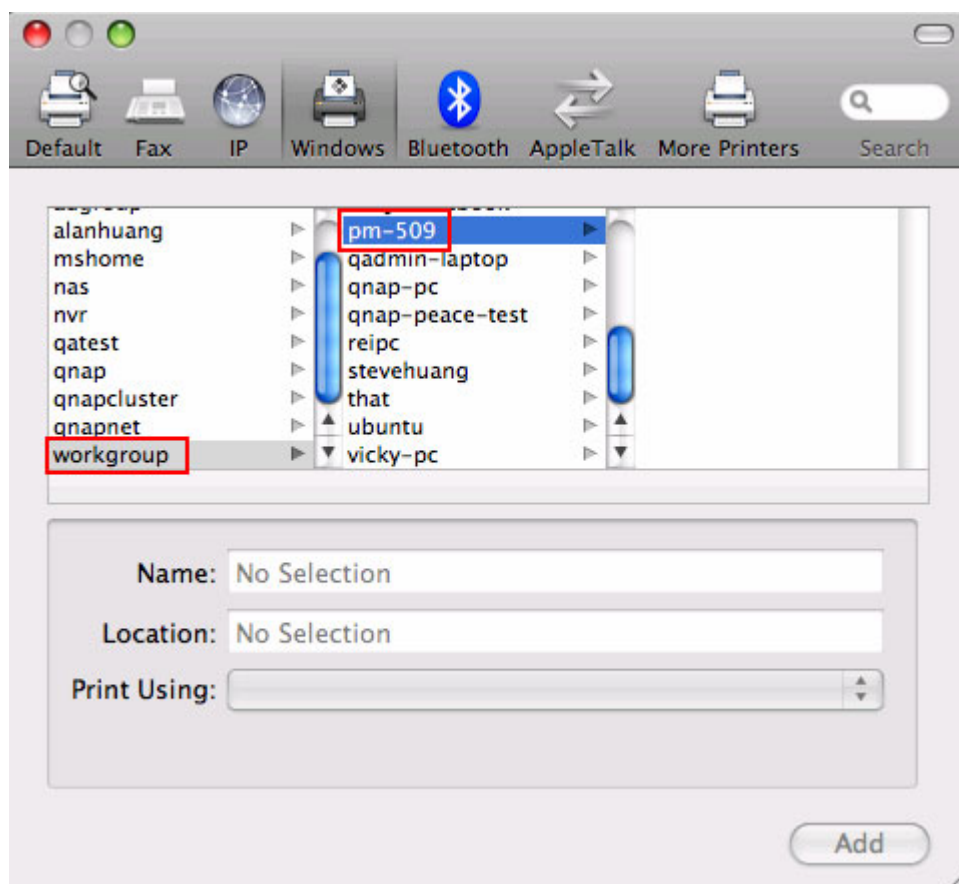 Default Fax IP Windows Bluetooth AppleTalk More Printers Search
alanhuang
mshome
nas
nvr
qatest
qnap
qnapcluster
qnapnet
workgroup
pm-509
qadmin-laptop
qnap-pc
qnap-peace-test
reipc
stevehuang
that
ubuntu
vicky-pc
Name: No Selection
Location: No Selection
Print Using:
Add